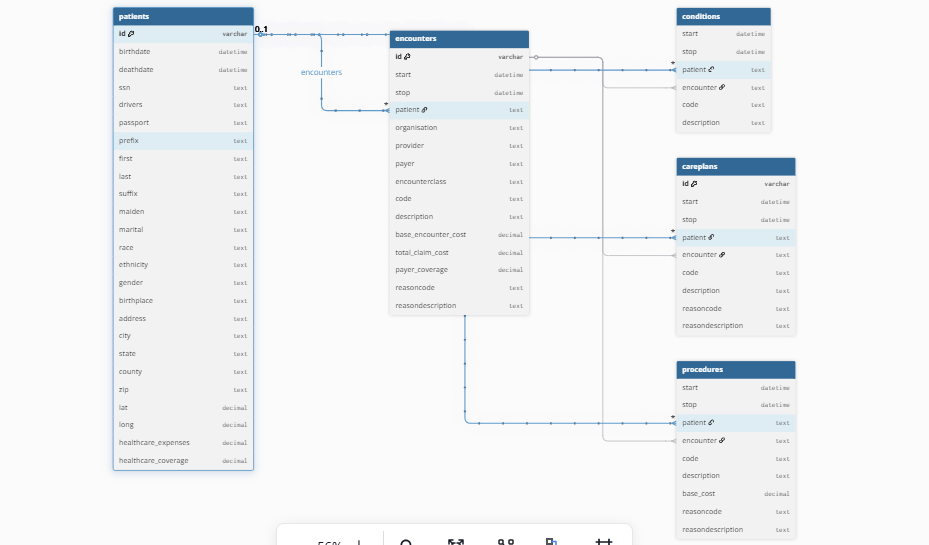 patients
id varchar
birthdate datetime
deathdate datetime
ssn text
drivers text
passport text
prefix text
first text
last text
suffix text
maiden text
marital text
race text
ethnicity text
gender text
birthplace text
address text
city text
state text
county text
zip text
lat decimal
long decimal
healthcare_expenses decimal
healthcare_coverage decimal
0..1
encounters
*
encounters
id varchar
start datetime
stop datetime
patient text
organisation text
provider text
payer text
encounterclass text
code text
description text
base_encounter_cost decimal
total_claim_cost decimal
payer_coverage decimal
reasoncode text
reasondescription text
conditions
start datetime
stop datetime
* patient text
encounter text
code text
description text
careplans
id varchar
start datetime
stop datetime
* patient text
encounter text
code text
description text
reasoncode text
reasondescription text
procedures
start datetime
stop datetime
* patient text
encounter text
code text
description text
base_cost decimal
reasoncode text
reasondescription text